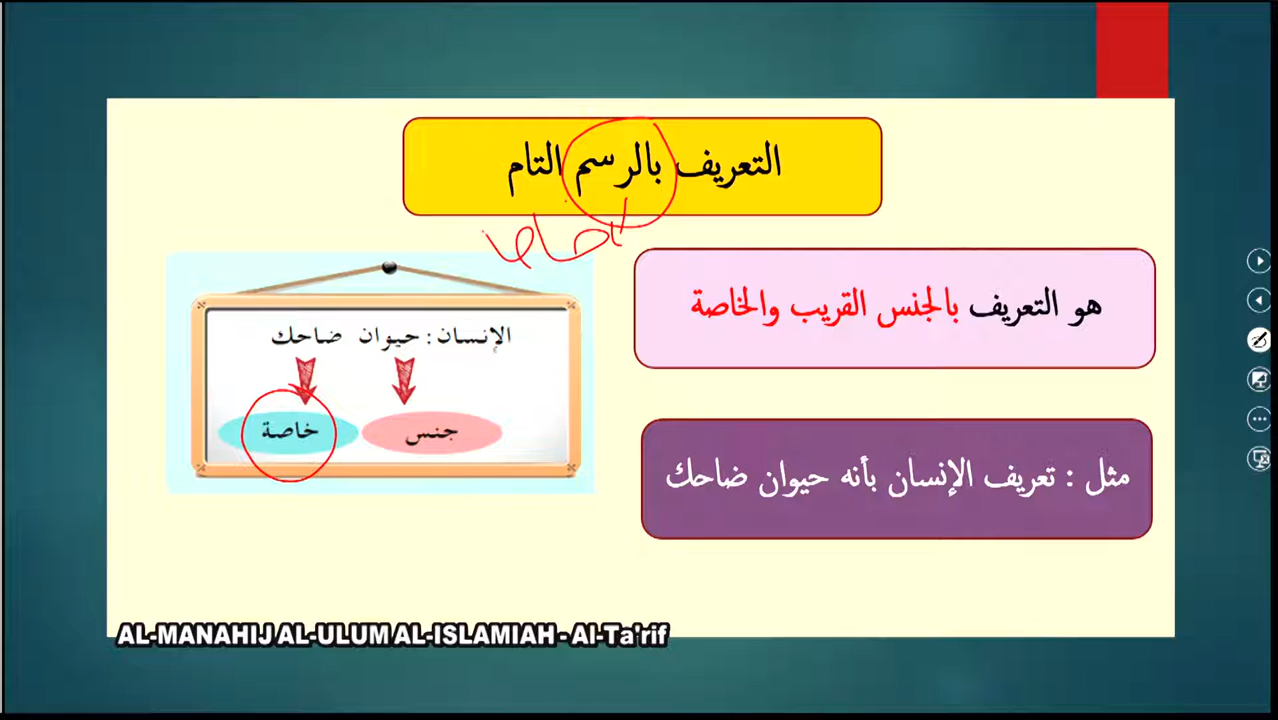 التعريف بالرسم التام
هو التعريف بالجنس القريب والخاصة
الإنسان : حيوان ضاحك
جنس خاصة
مثل : تعريف الإنسان بأنه حيوان ضاحك
AL-MANAHIJ AL-ULUM AL-ISLAMIAH - Al-Ta'rif